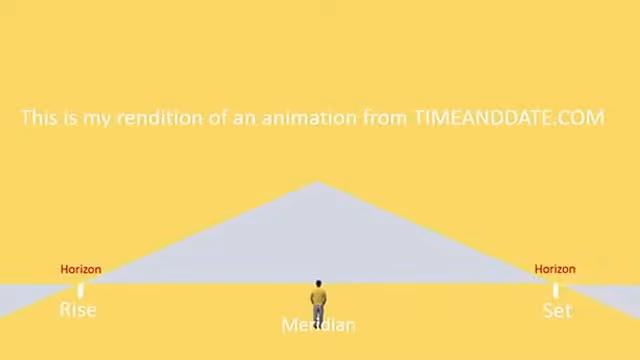 This is my rendition of an animation from TIMEANDDATE.COM
Horizon
Horizon
Rise
Set
Meridian